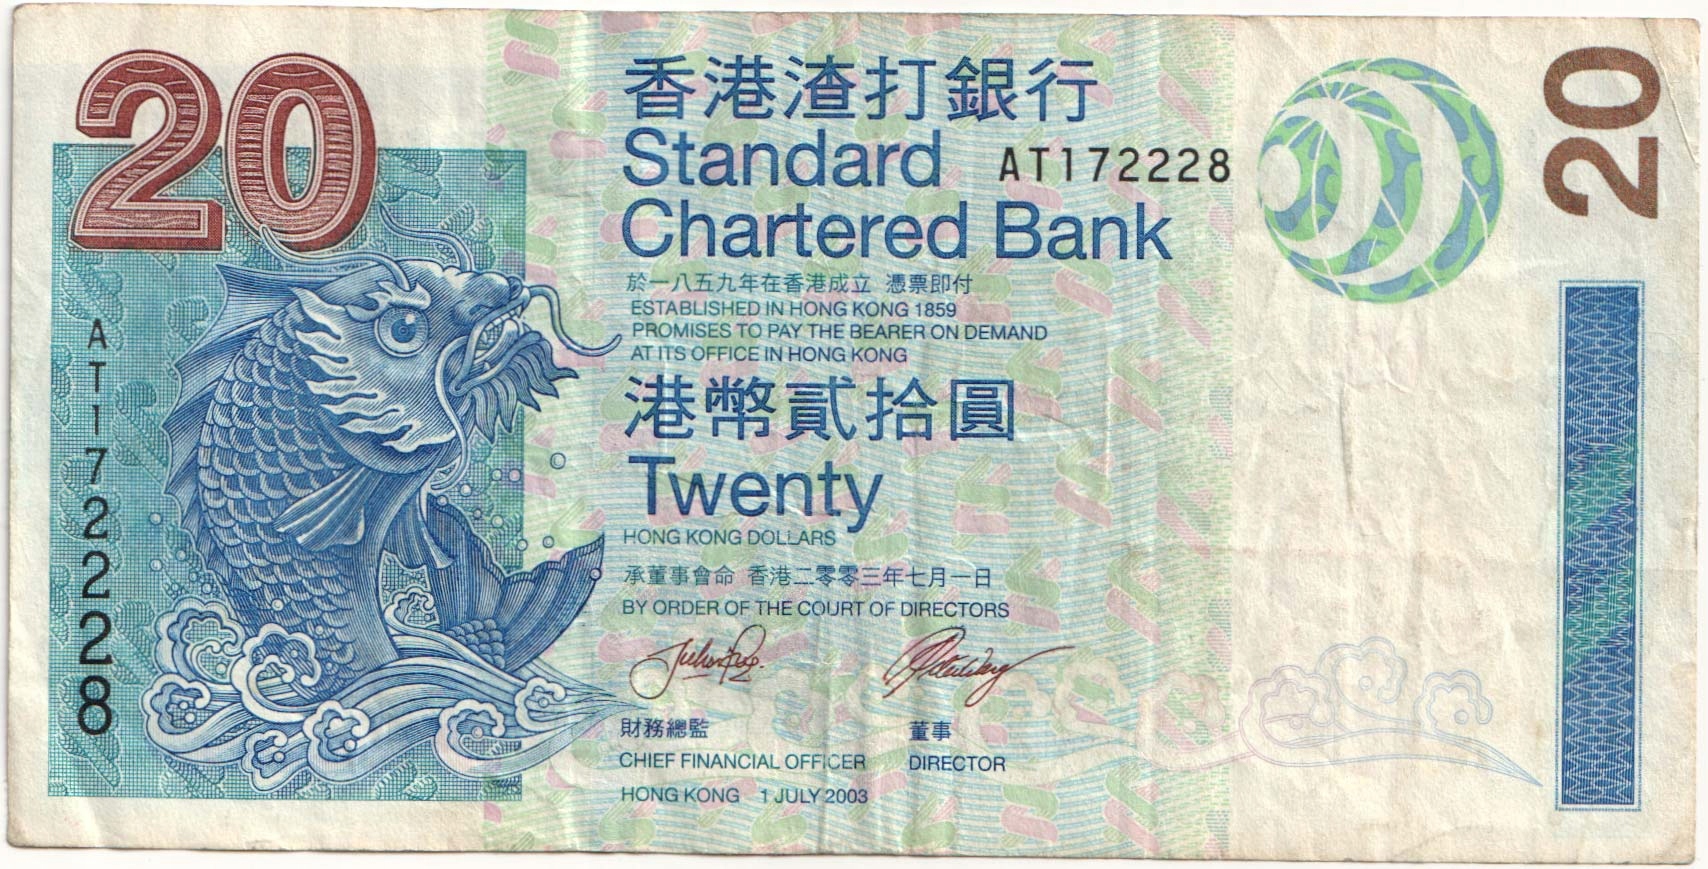 20
香港渣打銀行
Standard
Chartered Bank
AT172228
20
於一八五九年在香港成立 憑票即付
ESTABLISHED IN HONG KONG 1859
PROMISES TO PAY THE BEARER ON DEMAND
AT ITS OFFICE IN HONG KONG
AT172228
港幣貳拾圓
Twenty
HONG KONG DOLLARS
承董事會命 香港二零零三年七月一日
BY ORDER OF THE COURT OF DIRECTORS
財務總監 董事
CHIEF FINANCIAL OFFICER DIRECTOR
HONG KONG 1 JULY 2003